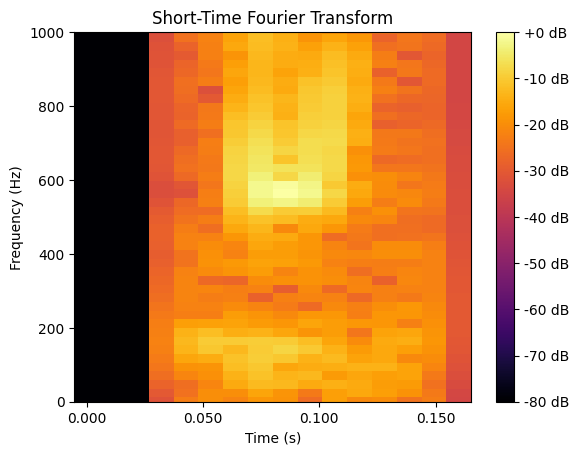 Short-Time Fourier Transform
1000
800
600
400
200
0
Frequency (Hz)
0.000
0.050
0.100
0.150
Time (s)
+0 dB
-10 dB
-20 dB
-30 dB
-40 dB
-50 dB
-60 dB
-70 dB
-80 dB